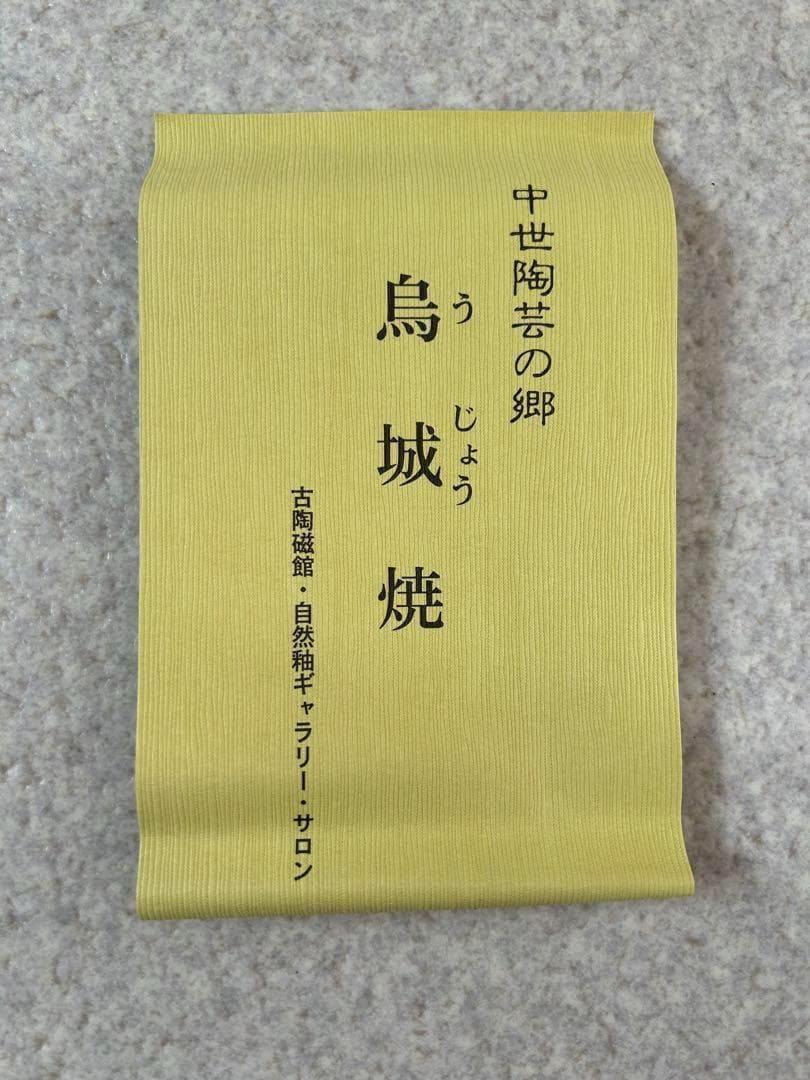 中世陶芸の郷
烏城焼
うじょう
古陶磁館・自然釉ギャラリー・サロン